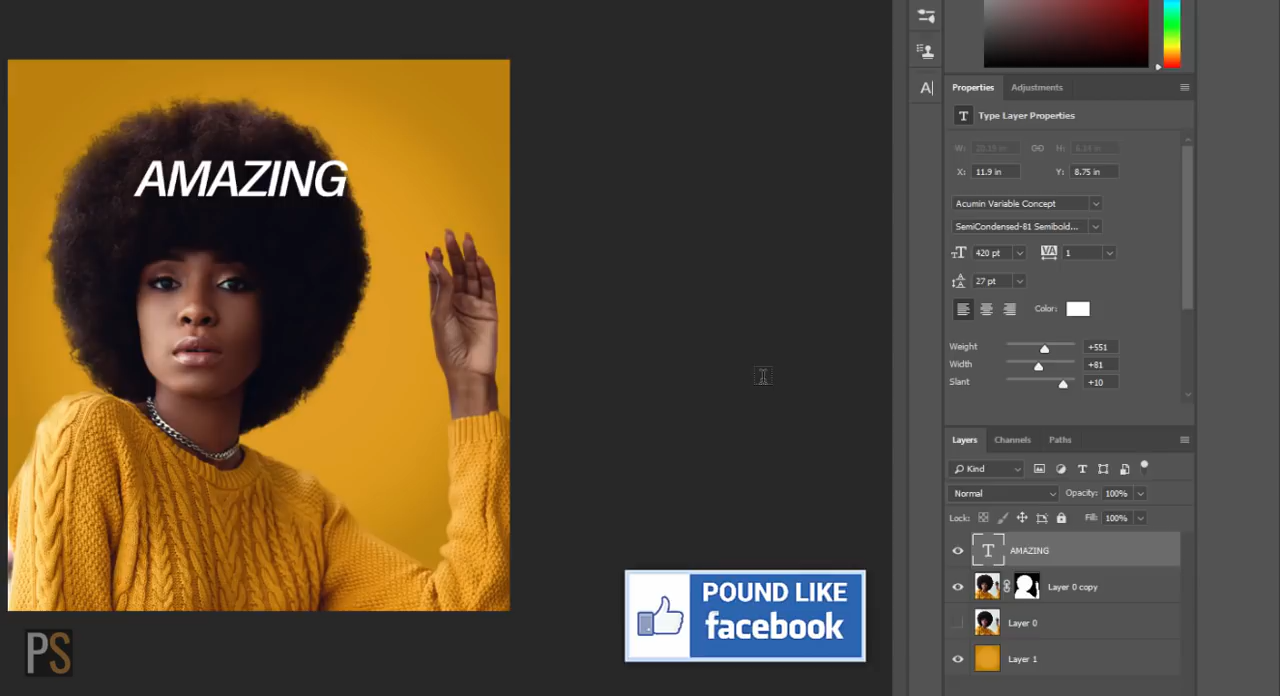 Properties
Adjustments
T
Type Layer Properties
W:
H:
X: 11.9 in
Y: 8.75 in
AMAZING
Acumin Variable Concept
SemiCondensed-81 Semibold...
420 pt
VA
1
27 pt
Color:
Weight
+551
Width
+81
Slant
+10
Layers
Channels
Paths
Kind
Normal
Opacity: 100%
Lock:
Fill: 100%
T
AMAZING
Layer 0 copy
Layer 0
Layer 1
POUND LIKE
facebook
PS